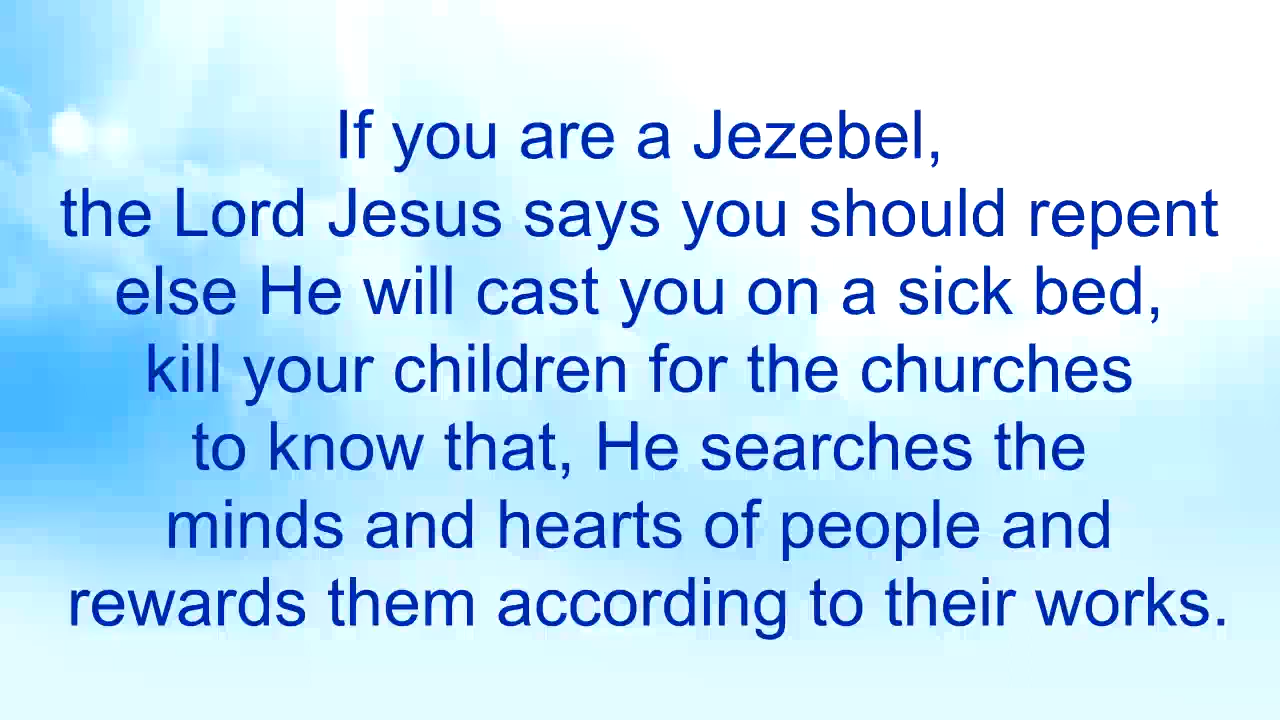 If you are a Jezebel,
the Lord Jesus says you should repent
else He will cast you on a sick bed,
kill your children for the churches
to know that, He searches the
minds and hearts of people and
rewards them according to their works.